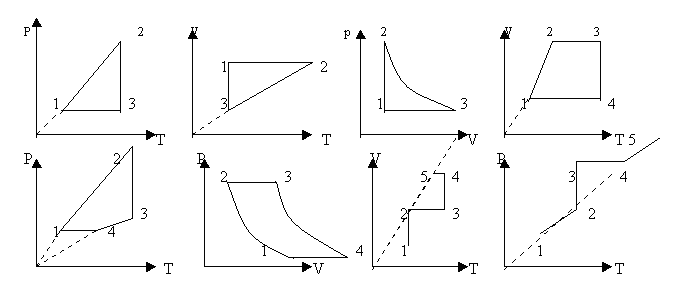 P 2 1 3 T
V 1 2 3 T
P 2 1 3 V
V 2 3 1 4 T
P 2 1 3 4 T
P 2 3 1 4 V
V 5 4 2 3 1 T
P 5 3 4 2 1 T